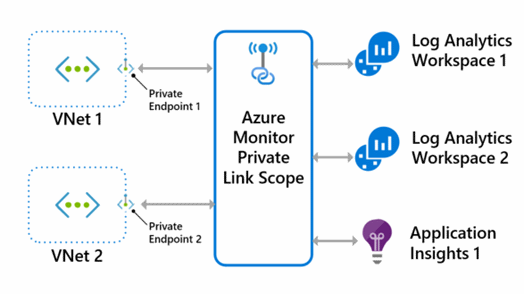 VNet 1
Private
Endpoint 1
VNet 2
Private
Endpoint 2
Azure
Monitor
Private
Link Scope
Log Analytics
Workspace 1
Log Analytics
Workspace 2
Application
Insights 1